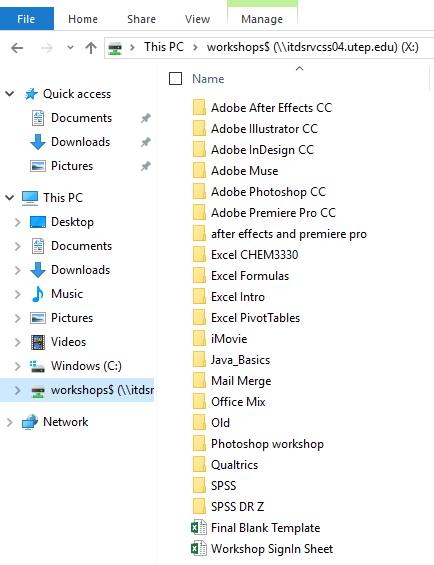 File Home Share View Manage
This PC workshops$ (\\itdsrvcss04.utep.edu) (X:)
Quick access
Documents
Downloads
Pictures
This PC
Desktop
Documents
Downloads
Music
Pictures
Videos
Windows (C:)
workshops$ (\\itdsr
Network
Name
Adobe After Effects CC
Adobe Illustrator CC
Adobe InDesign CC
Adobe Muse
Adobe Photoshop CC
Adobe Premiere Pro CC
after effects and premiere pro
Excel CHEM3330
Excel Formulas
Excel Intro
Excel PivotTables
iMovie
Java_Basics
Mail Merge
Office Mix
Old
Photoshop workshop
Qualtrics
SPSS
SPSS DR Z
Final Blank Template
Workshop SignIn Sheet